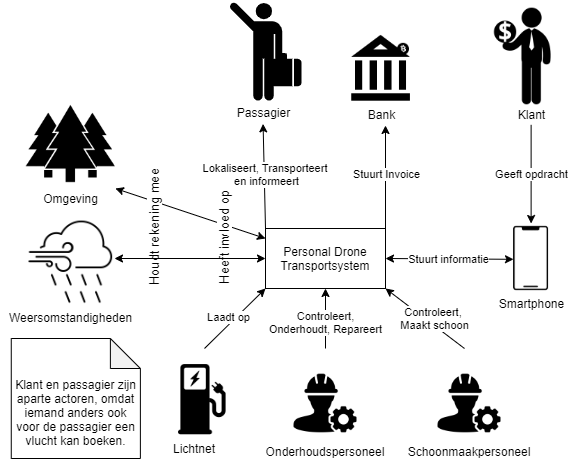 Passagier
Bank
Klant
Lokaliseert, Transporteert
en informeert
Stuurt Invoice
Geeft opdracht
Omgeving
Houdt rekening mee
Heeft invloed op
Personal Drone
Transportsystem
Stuurt informatie
Smartphone
Weersomstandigheden
Laadt op
Controleert,
Onderhoudt, Repareert
Controleert,
Maakt schoon
Klant en passagier zijn
aparte actoren, omdat
iemand anders ook
voor de passagier een
vlucht kan boeken.
Lichtnet
Onderhoudspersoneel
Schoonmaakpersoneel